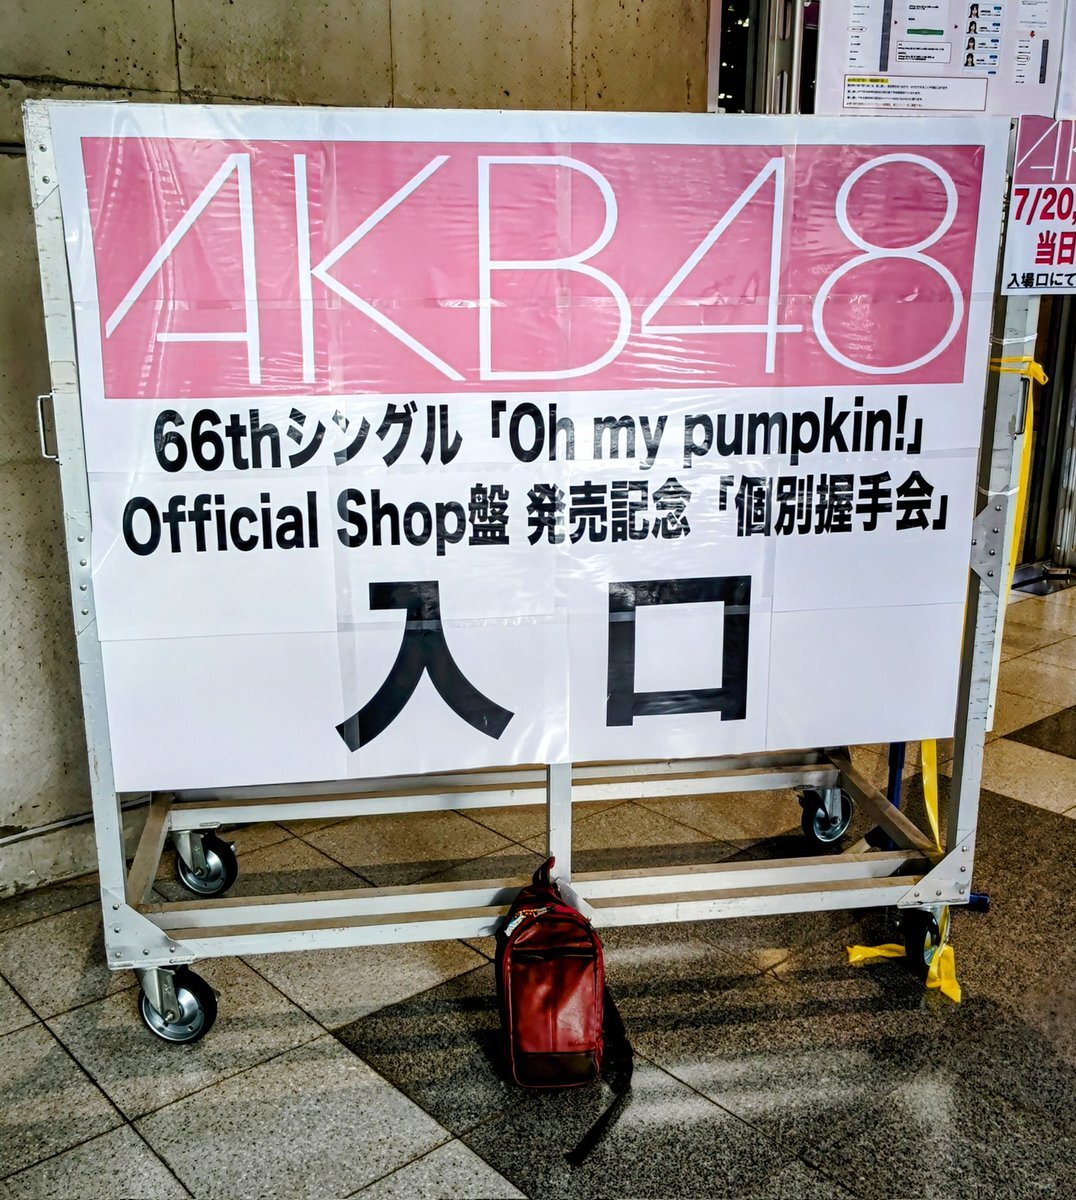 AKB48
66thシングル「Oh my pumpkin!」
Official Shop盤 発売記念「個別握手会」
入口
AK
7/20,
当日
入場口にて